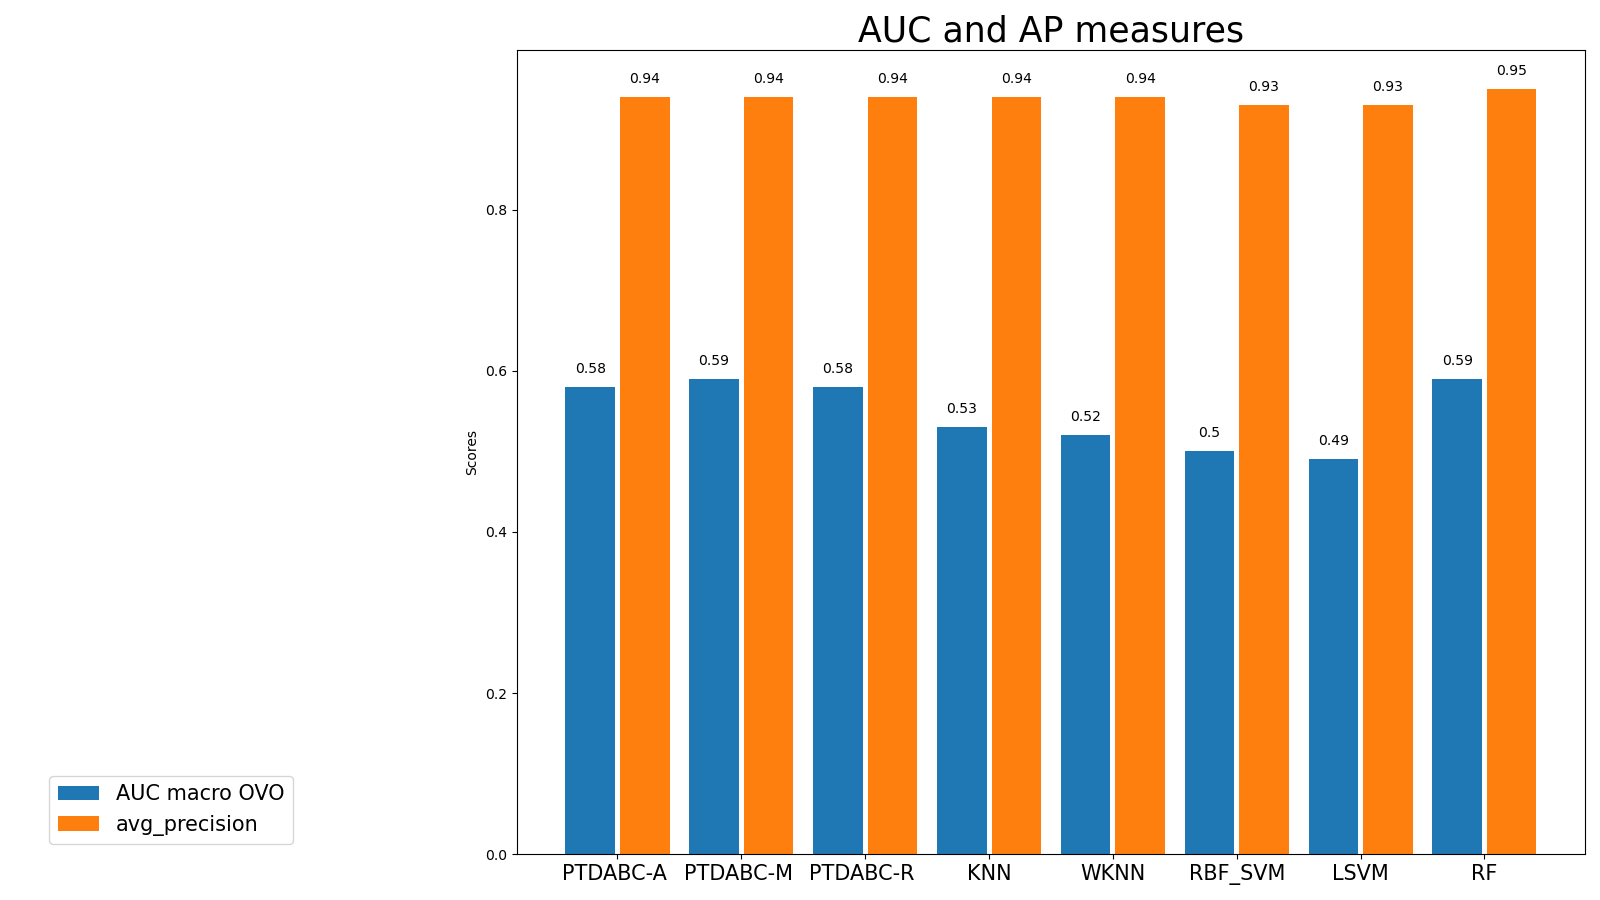 AUC and AP measures
0.94 0.94 0.94 0.94 0.94 0.93 0.93 0.95
0.58 0.59 0.58 0.53 0.52 0.5 0.49 0.59
Scores
0.8
0.6
0.4
0.2
0.0
PTDABC-A PTDABC-M PTDABC-R KNN WKNN RBF_SVM LSVM RF
AUC macro OVO
avg_precision